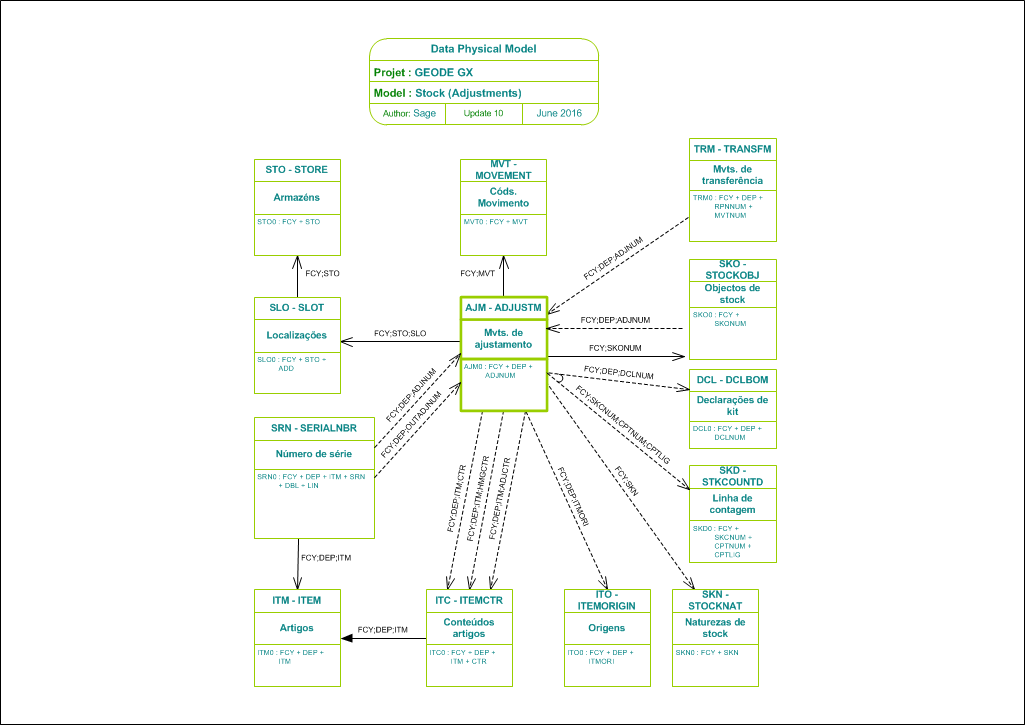 Data Physical Model
Projet : GEODE GX
Model : Stock (Adjustments)
Author: Sage
Update 10
June 2016
STO - STORE
Armazéns
STO0 : FCY + STO
MVT -
MOVEMENT
Códs.
Movimento
MVT0 : FCY + MVT
TRM - TRANSFM
Mvts. de
transferência
TRM0 : FCY + DEP +
RPNNUM +
MVTNUM
FCY;STO
FCY;MVT
FCY;DEP;ADJNUM
SKO -
STOCKOBJ
Objectos de
stock
SKO0 : FCY +
SKONUM
SLO - SLOT
Localizações
SLO0 : FCY + STO +
ADD
FCY;STO;SLO
AJM - ADJUSTM
Mvts. de
ajustamento
AJM0 : FCY + DEP +
ADJNUM
FCY;DEP;ADJNUM
FCY;SKONUM
FCY;DEP;DCLNUM
DCL - DCLBOM
Declarações de
kit
DCL0 : FCY + DEP +
DCLNUM
FCY;DEP;ADJNUM
FCY;DEP;OUTADJNUM
FCY;SKCNUM;CPTNUM;CPTLIG
SRN - SERIALNBR
Número de série
SRN0 : FCY + DEP + ITM + SRN
+ DBL + LIN
SKD -
STKCOUNTD
Linha de
contagem
SKD0 : FCY +
SKCNUM +
CPTNUM +
CPTLIG
FCY;DEP;ITM;CTR
FCY;DEP;ITM;HMGCTR
FCY;DEP;ITM;ADJCTR
FCY;DEP;ITMORI
FCY;SKN
FCY;DEP;ITM
ITM - ITEM
Artigos
ITM0 : FCY + DEP +
ITM
FCY;DEP;ITM
ITC - ITEMCTR
Conteúdos
artigos
ITC0 : FCY + DEP +
ITM + CTR
ITO -
ITEMORIGIN
Origens
ITO0 : FCY + DEP +
ITMORI
SKN -
STOCKNAT
Naturezas de
stock
SKN0 : FCY + SKN